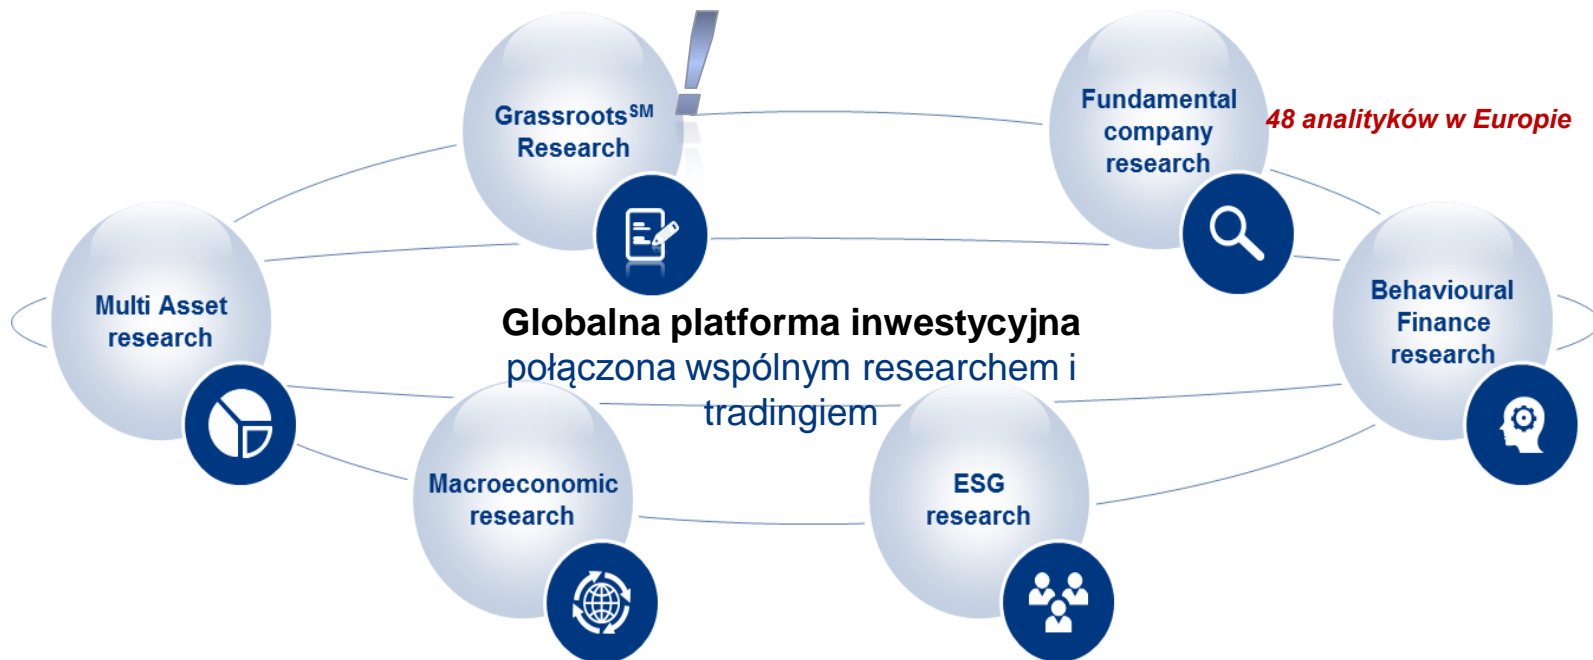 Grassroots℠
Research
Fundamental
company
research
48 analityków w Europie
Multi Asset
research
Globalna platforma inwestycyjna
połączona wspólnym researchem i
tradingiem
Behavioural
Finance
research
Macroeconomic
research
ESG
research